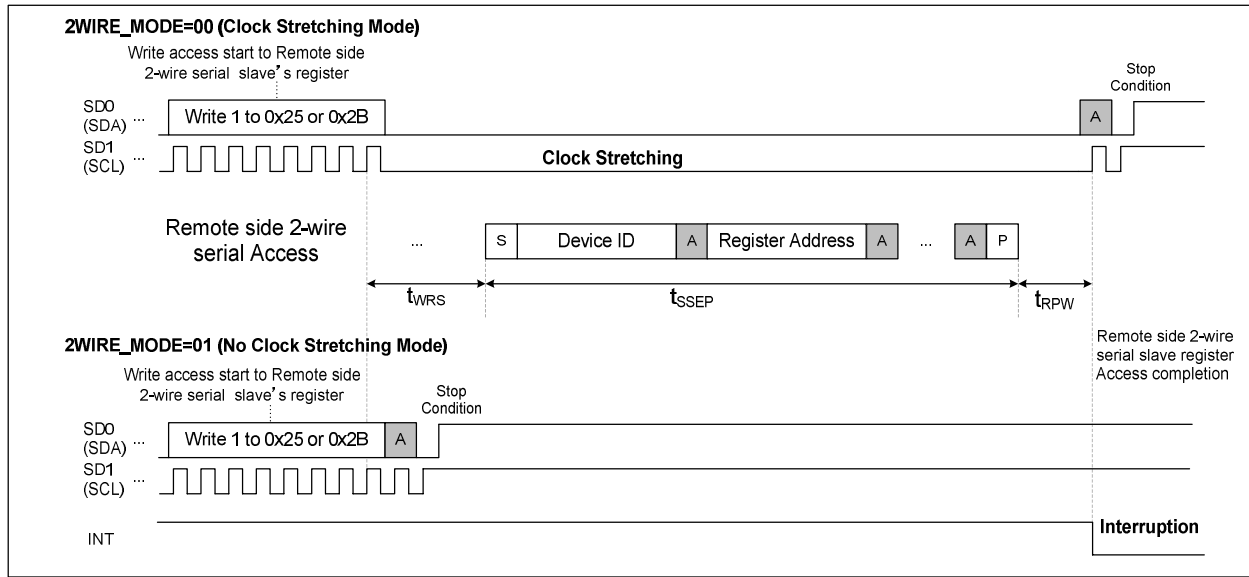 2WIRE_MODE=00 (Clock Stretching Mode)
Write access start to Remote side
2-wire serial slave's register
Stop
Condition
SD0
(SDA)
...
Write 1 to 0x25 or 0x2B
A
SD1
(SCL)
...
Clock Stretching
Remote side 2-wire
serial Access
...
S
Device ID
A
Register Address
A
...
A
P
tWRS
tSSEP
tRPW
2WIRE_MODE=01 (No Clock Stretching Mode)
Remote side 2-wire
serial slave register
Access completion
Write access start to Remote side
2-wire serial slave's register
Stop
Condition
SD0
(SDA)
...
Write 1 to 0x25 or 0x2B
A
SD1
(SCL)
...
INT
Interruption